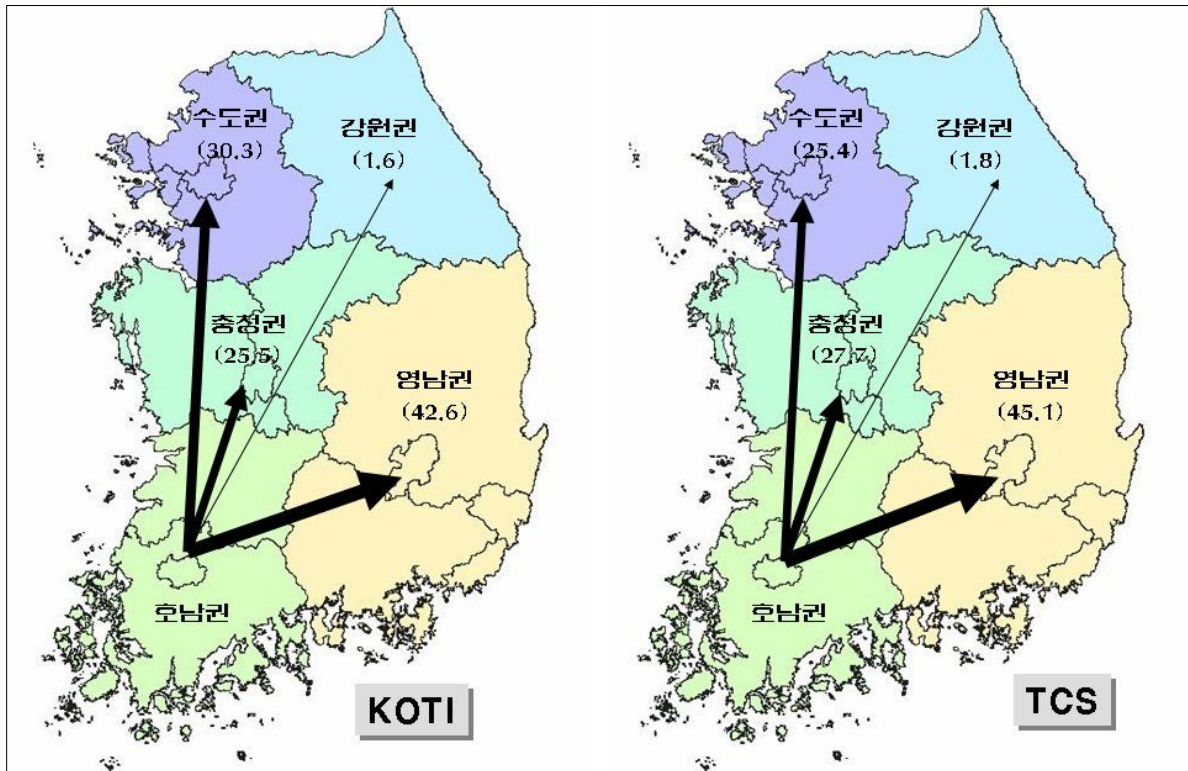 수도권
(30.3)
강원권
(1.6)
충청권
(25.5)
영남권
(42.6)
호남권
KOTI
수도권
(25.4)
강원권
(1.8)
충청권
(27.7)
영남권
(45.1)
호남권
TCS